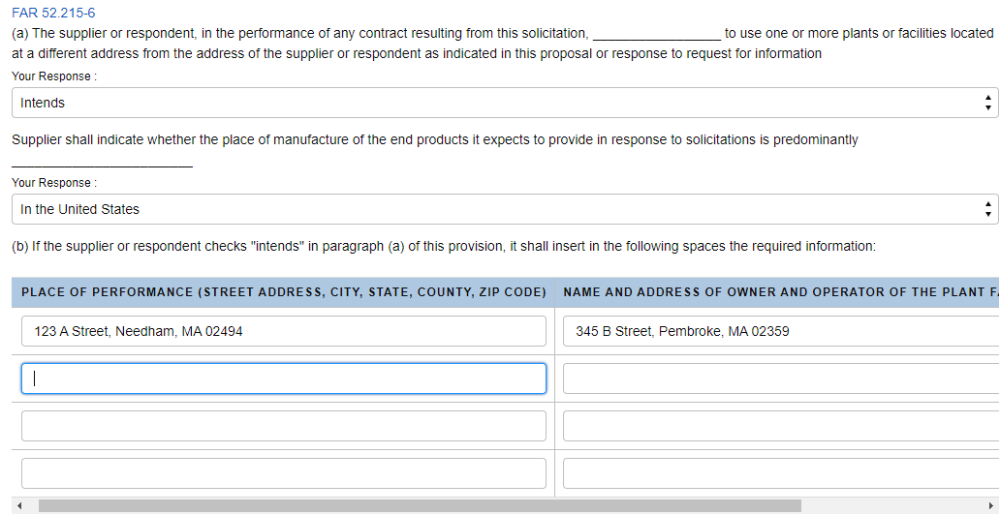 FAR 52.215-6
(a) The supplier or respondent, in the performance of any contract resulting from this solicitation, _________________ to use one or more plants or facilities located
at a different address from the address of the supplier or respondent as indicated in this proposal or response to request for information
Your Response :
Intends
Supplier shall indicate whether the place of manufacture of the end products it expects to provide in response to solicitations is predominantly
________________________
Your Response :
In the United States
(b) If the supplier or respondent checks "intends" in paragraph (a) of this provision, it shall insert in the following spaces the required information:
PLACE OF PERFORMANCE (STREET ADDRESS, CITY, STATE, COUNTY, ZIP CODE) NAME AND ADDRESS OF OWNER AND OPERATOR OF THE PLANT
123 A Street, Needham, MA 02494 345 B Street, Pembroke, MA 02359